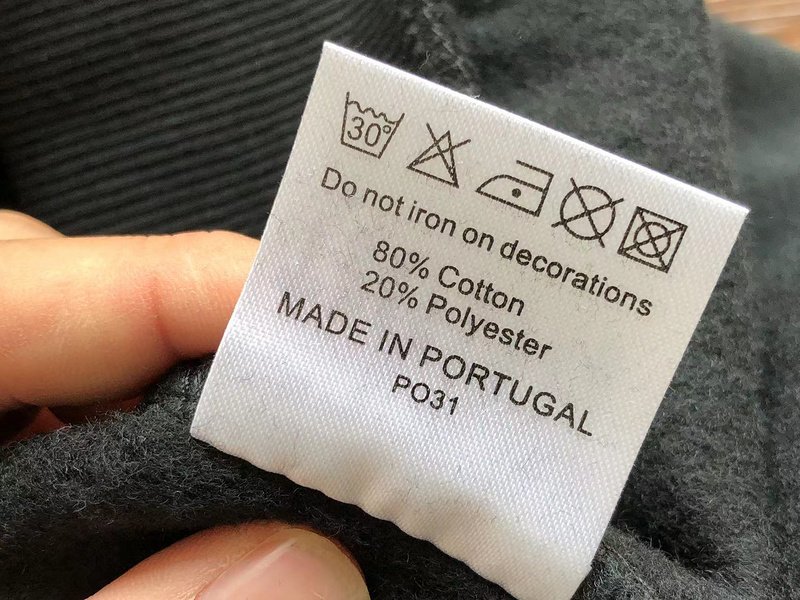 30°
Do not iron on decorations
80% Cotton
20% Polyester
MADE IN PORTUGAL
PO31